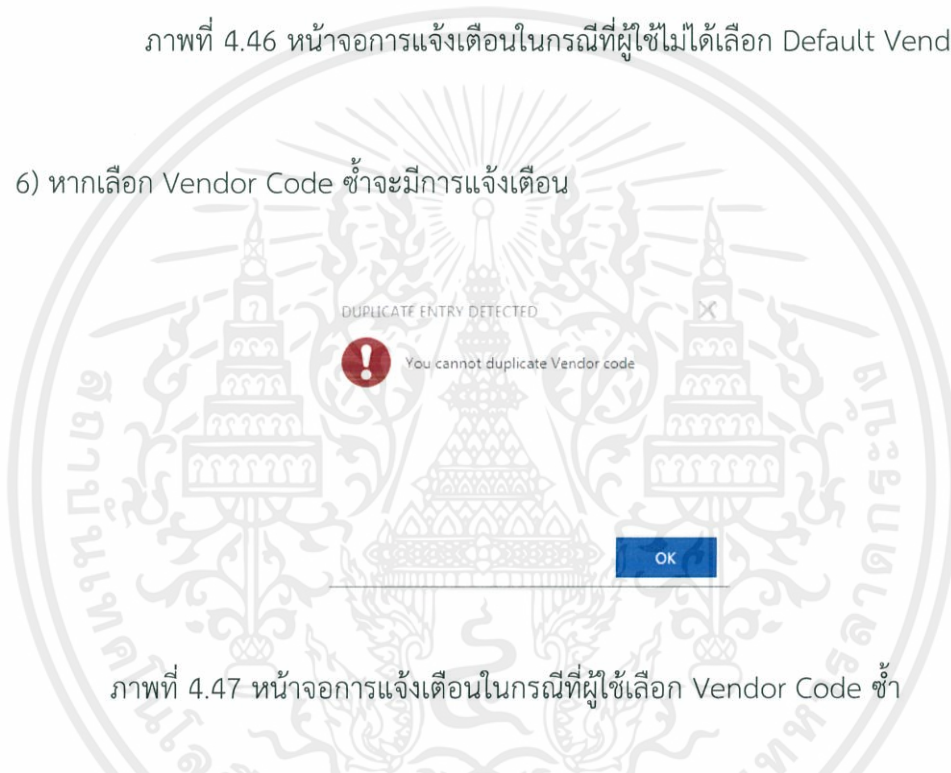 ภาพที่ 4.46 หน้าจอการแจ้งเตือนในกรณีที่ผู้ใช้ไม่ได้เลือก Default Vend
6) หากเลือก Vendor Code ซ้ำจะมีการแจ้งเตือน
DUPLICATE ENTRY DETECTED
You cannot duplicate Vendor code
OK
ภาพที่ 4.47 หน้าจอการแจ้งเตือนในกรณีที่ผู้ใช้เลือก Vendor Code ซ้ำ